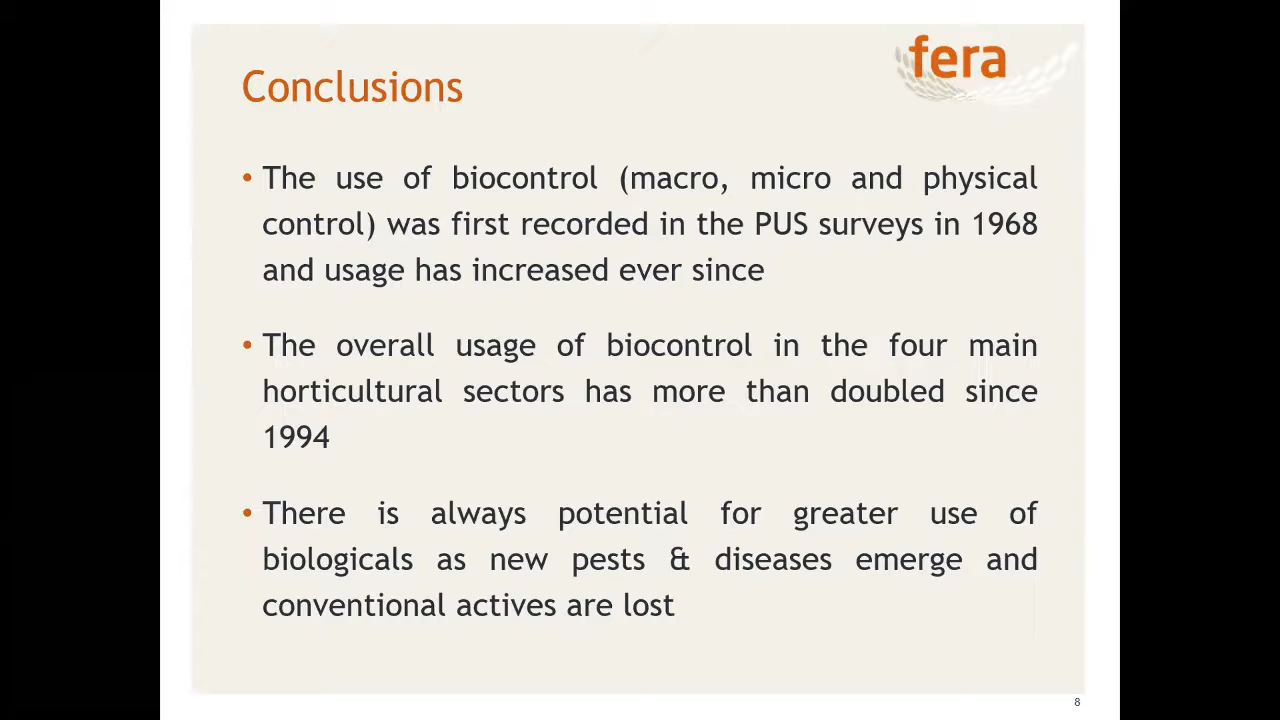 fera
Conclusions
• The use of biocontrol (macro, micro and physical
control) was first recorded in the PUS surveys in 1968
and usage has increased ever since
• The overall usage of biocontrol in the four main
horticultural sectors has more than doubled since
1994
• There is always potential for greater use of
biologicals as new pests & diseases emerge and
conventional actives are lost
8